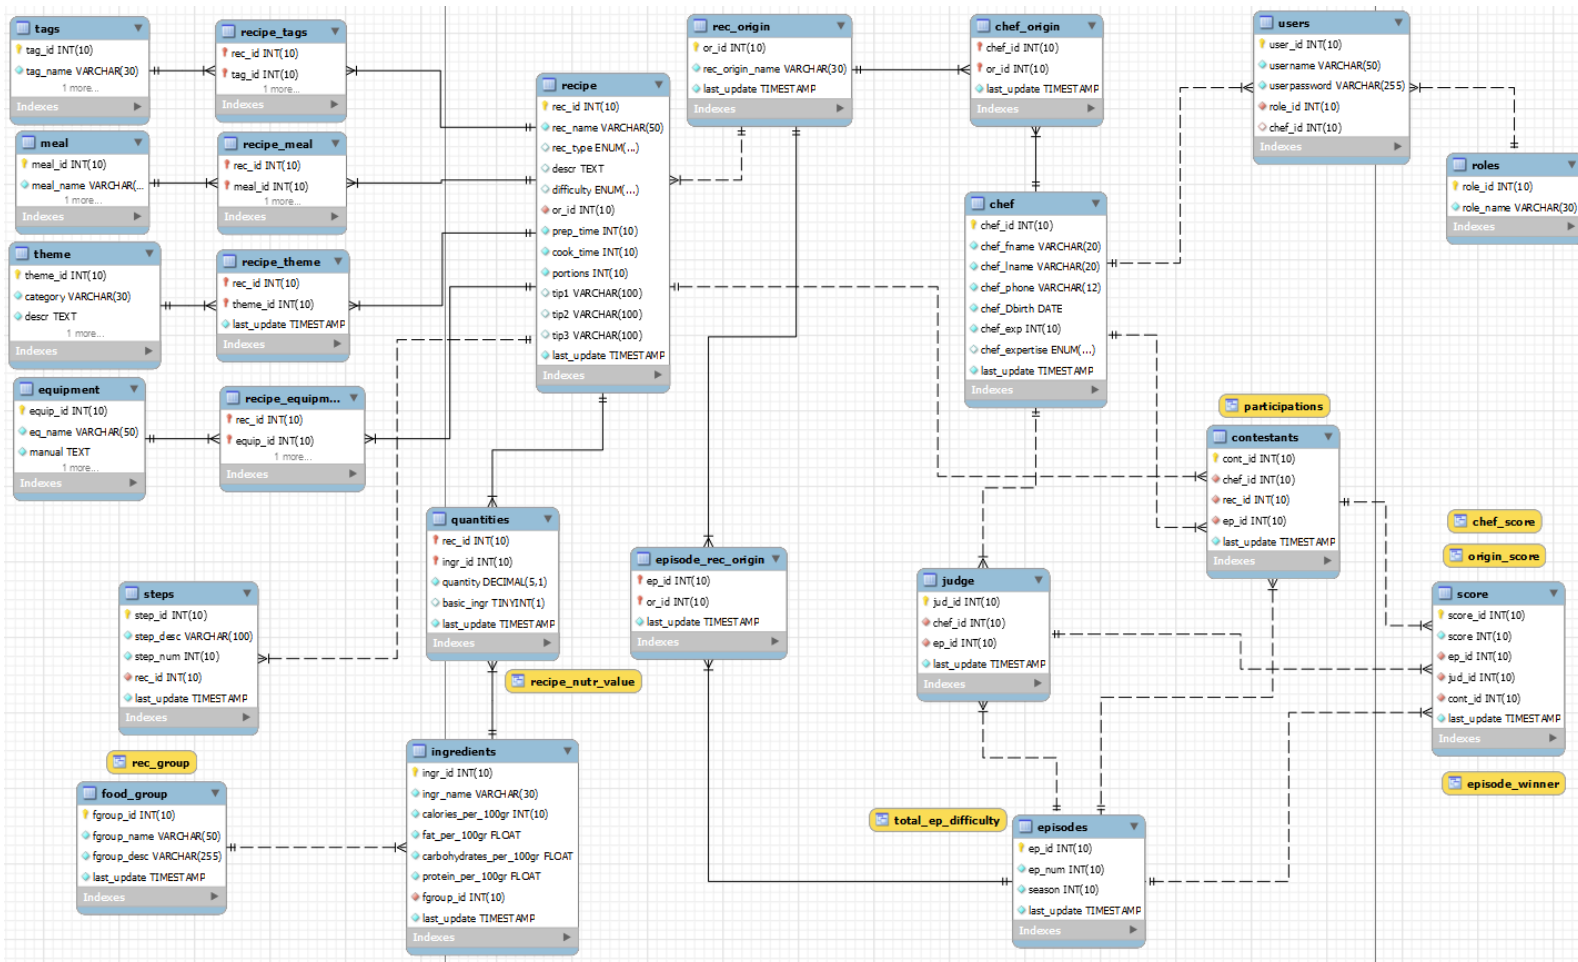 tags
tag_id INT(10)
tag_name VARCHAR(30)
1 more...
Indexes
recipe_tags
rec_id INT(10)
tag_id INT(10)
1 more...
Indexes
meal
meal_id INT(10)
meal_name VARCHAR(...
1 more...
Indexes
recipe_meal
rec_id INT(10)
meal_id INT(10)
1 more...
Indexes
theme
theme_id INT(10)
category VARCHAR(30)
descr TEXT
1 more...
Indexes
recipe_theme
rec_id INT(10)
theme_id INT(10)
last_update TIMESTAMP
Indexes
equipment
equip_id INT(10)
eq_name VARCHAR(50)
manual TEXT
1 more...
Indexes
recipe_equipm...
rec_id INT(10)
equip_id INT(10)
1 more...
Indexes
recipe
rec_id INT(10)
rec_name VARCHAR(50)
rec_type ENUM(...)
descr TEXT
difficulty ENUM(...)
or_id INT(10)
prep_time INT(10)
cook_time INT(10)
portions INT(10)
tip1 VARCHAR(100)
tip2 VARCHAR(100)
tip3 VARCHAR(100)
last_update TIMESTAMP
Indexes
rec_origin
or_id INT(10)
rec_origin_name VARCHAR(30)
last_update TIMESTAMP
Indexes
chef_origin
chef_id INT(10)
or_id INT(10)
last_update TIMESTAMP
Indexes
users
user_id INT(10)
username VARCHAR(50)
userpassword VARCHAR(255)
role_id INT(10)
chef_id INT(10)
Indexes
roles
role_id INT(10)
role_name VARCHAR(30)
Indexes
chef
chef_id INT(10)
chef_fname VARCHAR(20)
chef_lname VARCHAR(20)
chef_phone VARCHAR(12)
chef_Dbirth DATE
chef_exp INT(10)
chef_expertise ENUM(...)
last_update TIMESTAMP
Indexes
participations
contestants
cont_id INT(10)
chef_id INT(10)
rec_id INT(10)
ep_id INT(10)
last_update TIMESTAMP
Indexes
quantities
rec_id INT(10)
ingr_id INT(10)
quantity DECIMAL(5,1)
basic_ingr TINYINT(1)
last_update TIMESTAMP
Indexes
episode_rec_origin
ep_id INT(10)
or_id INT(10)
last_update TIMESTAMP
Indexes
judge
jud_id INT(10)
chef_id INT(10)
ep_id INT(10)
last_update TIMESTAMP
Indexes
chef_score
origin_score
score
score_id INT(10)
score INT(10)
ep_id INT(10)
jud_id INT(10)
cont_id INT(10)
last_update TIMESTAMP
Indexes
episode_winner
steps
step_id INT(10)
step_desc VARCHAR(100)
step_num INT(10)
rec_id INT(10)
last_update TIMESTAMP
Indexes
recipe_nutr_value
rec_group
food_group
fgroup_id INT(10)
fgroup_name VARCHAR(50)
fgroup_desc VARCHAR(255)
last_update TIMESTAMP
Indexes
ingredients
ingr_id INT(10)
ingr_name VARCHAR(30)
calories_per_100gr INT(10)
fat_per_100gr FLOAT
carbohydrates_per_100gr FLOAT
protein_per_100gr FLOAT
fgroup_id INT(10)
last_update TIMESTAMP
Indexes
total_ep_difficulty
episodes
ep_id INT(10)
ep_num INT(10)
season INT(10)
last_update TIMESTAMP
Indexes